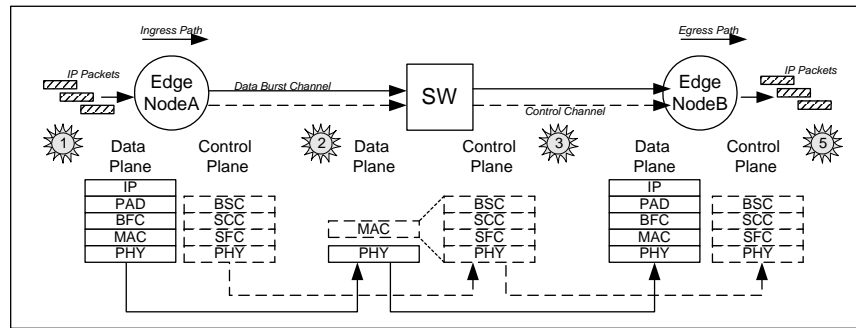 Ingress Path
Egress Path
IP Packets
Edge
NodeA
Data Burst Channel
SW
Control Channel
Edge
NodeB
IP Packets
1
2
3
5
Data
Plane
Control
Plane
Data
Plane
Control
Plane
Data
Plane
Control
Plane
IP
PAD
BFC
MAC
PHY
BSC
SCC
SFC
PHY
MAC
PHY
BSC
SCC
SFC
PHY
IP
PAD
BFC
MAC
PHY
BSC
SCC
SFC
PHY